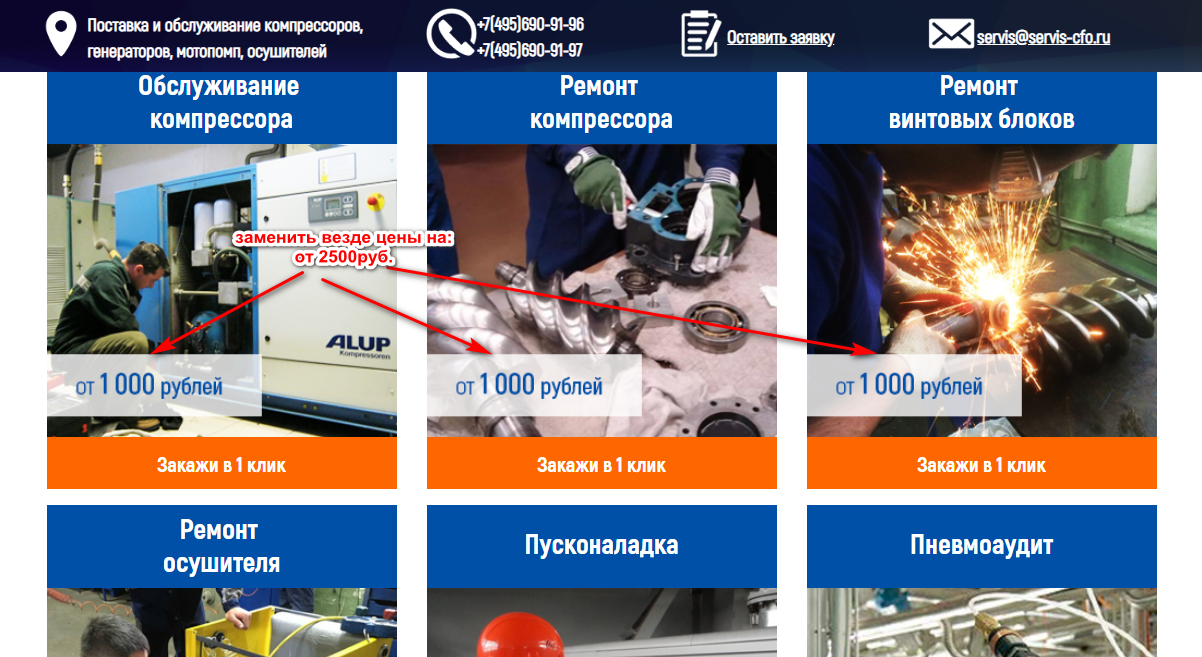 Поставка и обслуживание компрессоров,
генераторов, мотопомп, осушителей
+7(495)690-91-96
+7(495)690-91-97
Оставить заявку
servis@servis-cfo.ru
Обслуживание
компрессора
Ремонт
компрессора
Ремонт
винтовых блоков
заменить везде цены на:
от 2500руб.
ALUP
Kompressoren
от 1 000 рублей
от 1 000 рублей
от 1 000 рублей
Закажи в 1 клик
Закажи в 1 клик
Закажи в 1 клик
Ремонт
осушителя
Пусконаладка
Пневмоаудит